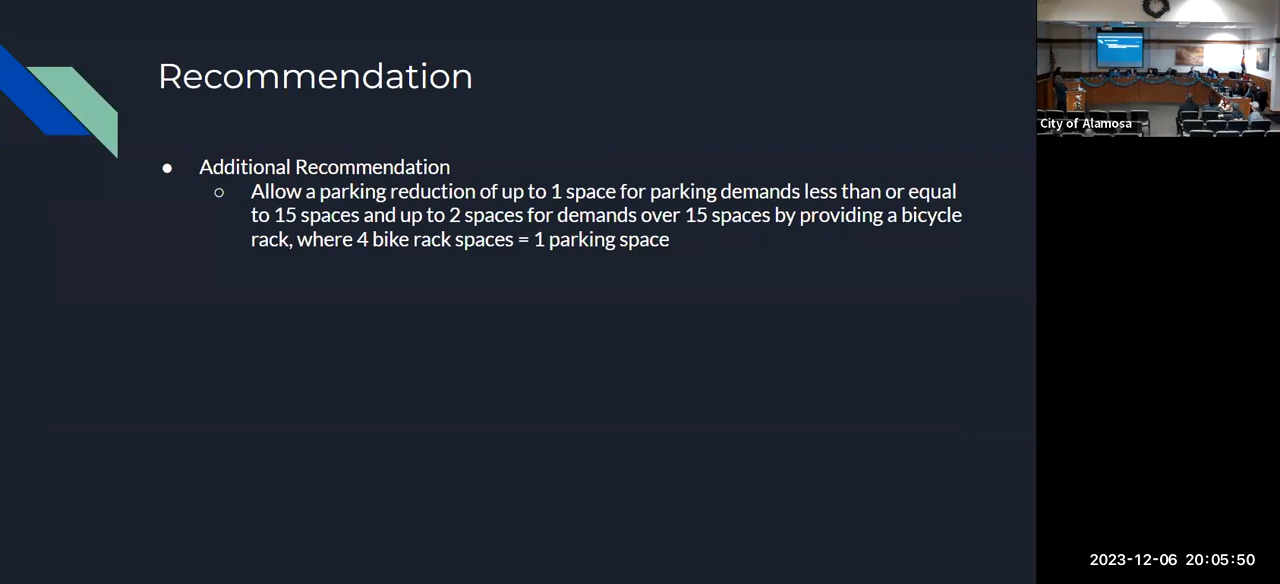 Recommendation
● Additional Recommendation
○ Allow a parking reduction of up to 1 space for parking demands less than or equal
to 15 spaces and up to 2 spaces for demands over 15 spaces by providing a bicycle
rack, where 4 bike rack spaces = 1 parking space
City of Alamosa
2023-12-06 20:05:50